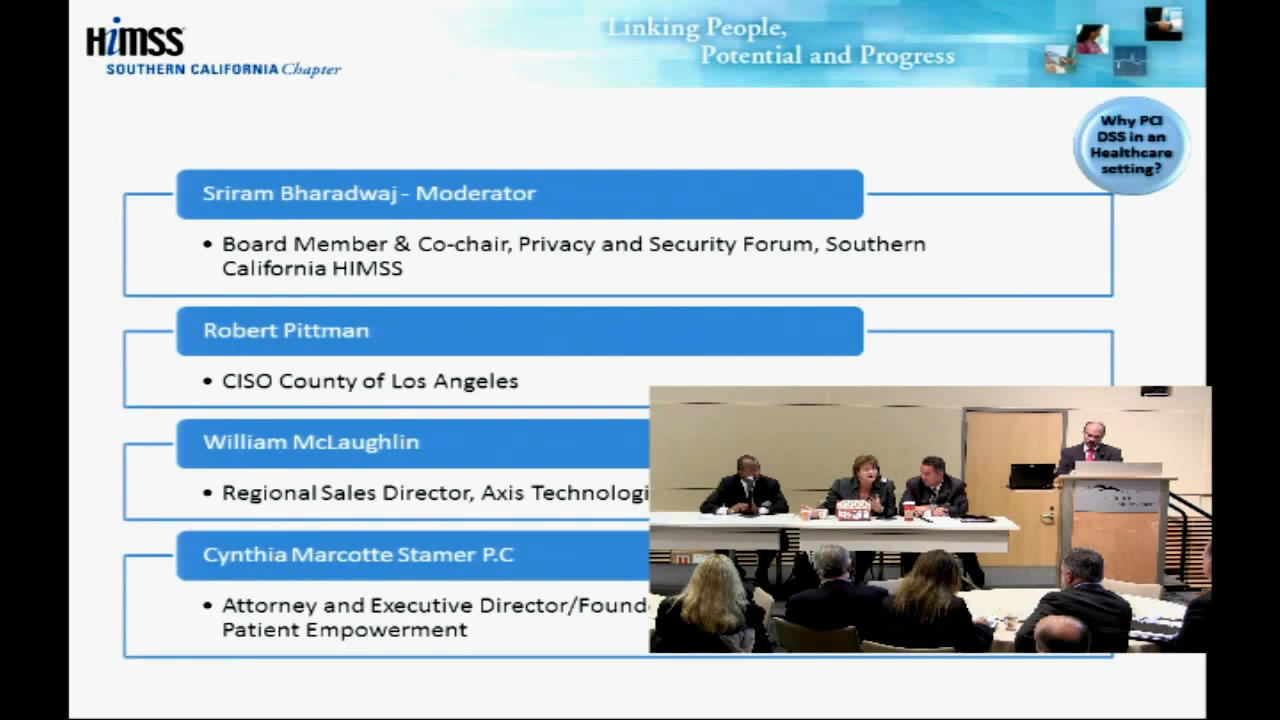 HiMSS
SOUTHERN CALIFORNIA Chapter
Linking People,
Potential and Progress
Why PCI
DSS in an
Healthcare
setting?
Sriram Bharadwaj - Moderator
• Board Member & Co-chair, Privacy and Security Forum, Southern
California HIMSS
Robert Pittman
• CISO County of Los Angeles
William McLaughlin
• Regional Sales Director, Axis Technologi
Cynthia Marcotte Stamer P.C
• Attorney and Executive Director/Found
Patient Empowerment